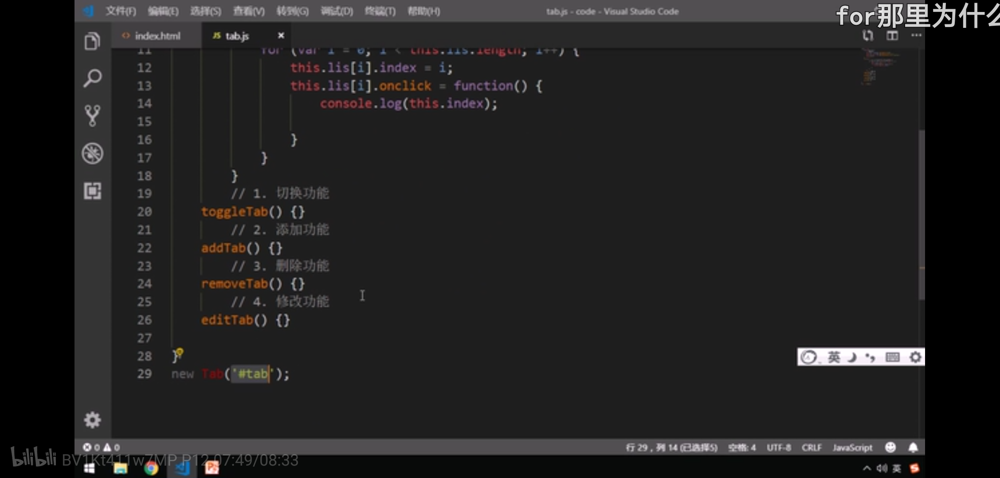 文件(F) 编辑(E) 选择(S) 查看(V) 转到(G) 调试(D) 终端(T) 帮助(H) tab.js - code - Visual Studio Code
for那里为什么
index.html JS tab.js
11 for (var i = 0; i < this.lis.length; i++) {
12 this.lis[i].index = i;
13 this.lis[i].onclick = function() {
14 console.log(this.index);
15
16 }
17 }
18 }
19 // 1. 切换功能
20 toggleTab() {}
21 // 2. 添加功能
22 addTab() {}
23 // 3. 删除功能
24 removeTab() {}
25 // 4. 修改功能
26 editTab() {}
27
28 }
英
29 new Tab('#tab');
0 0 行 29，列 14 (已选择5) 空格: 4 UTF-8 CRLF JavaScript
bilibili BV1Kt411w7MP P12 07:49/08:33
英